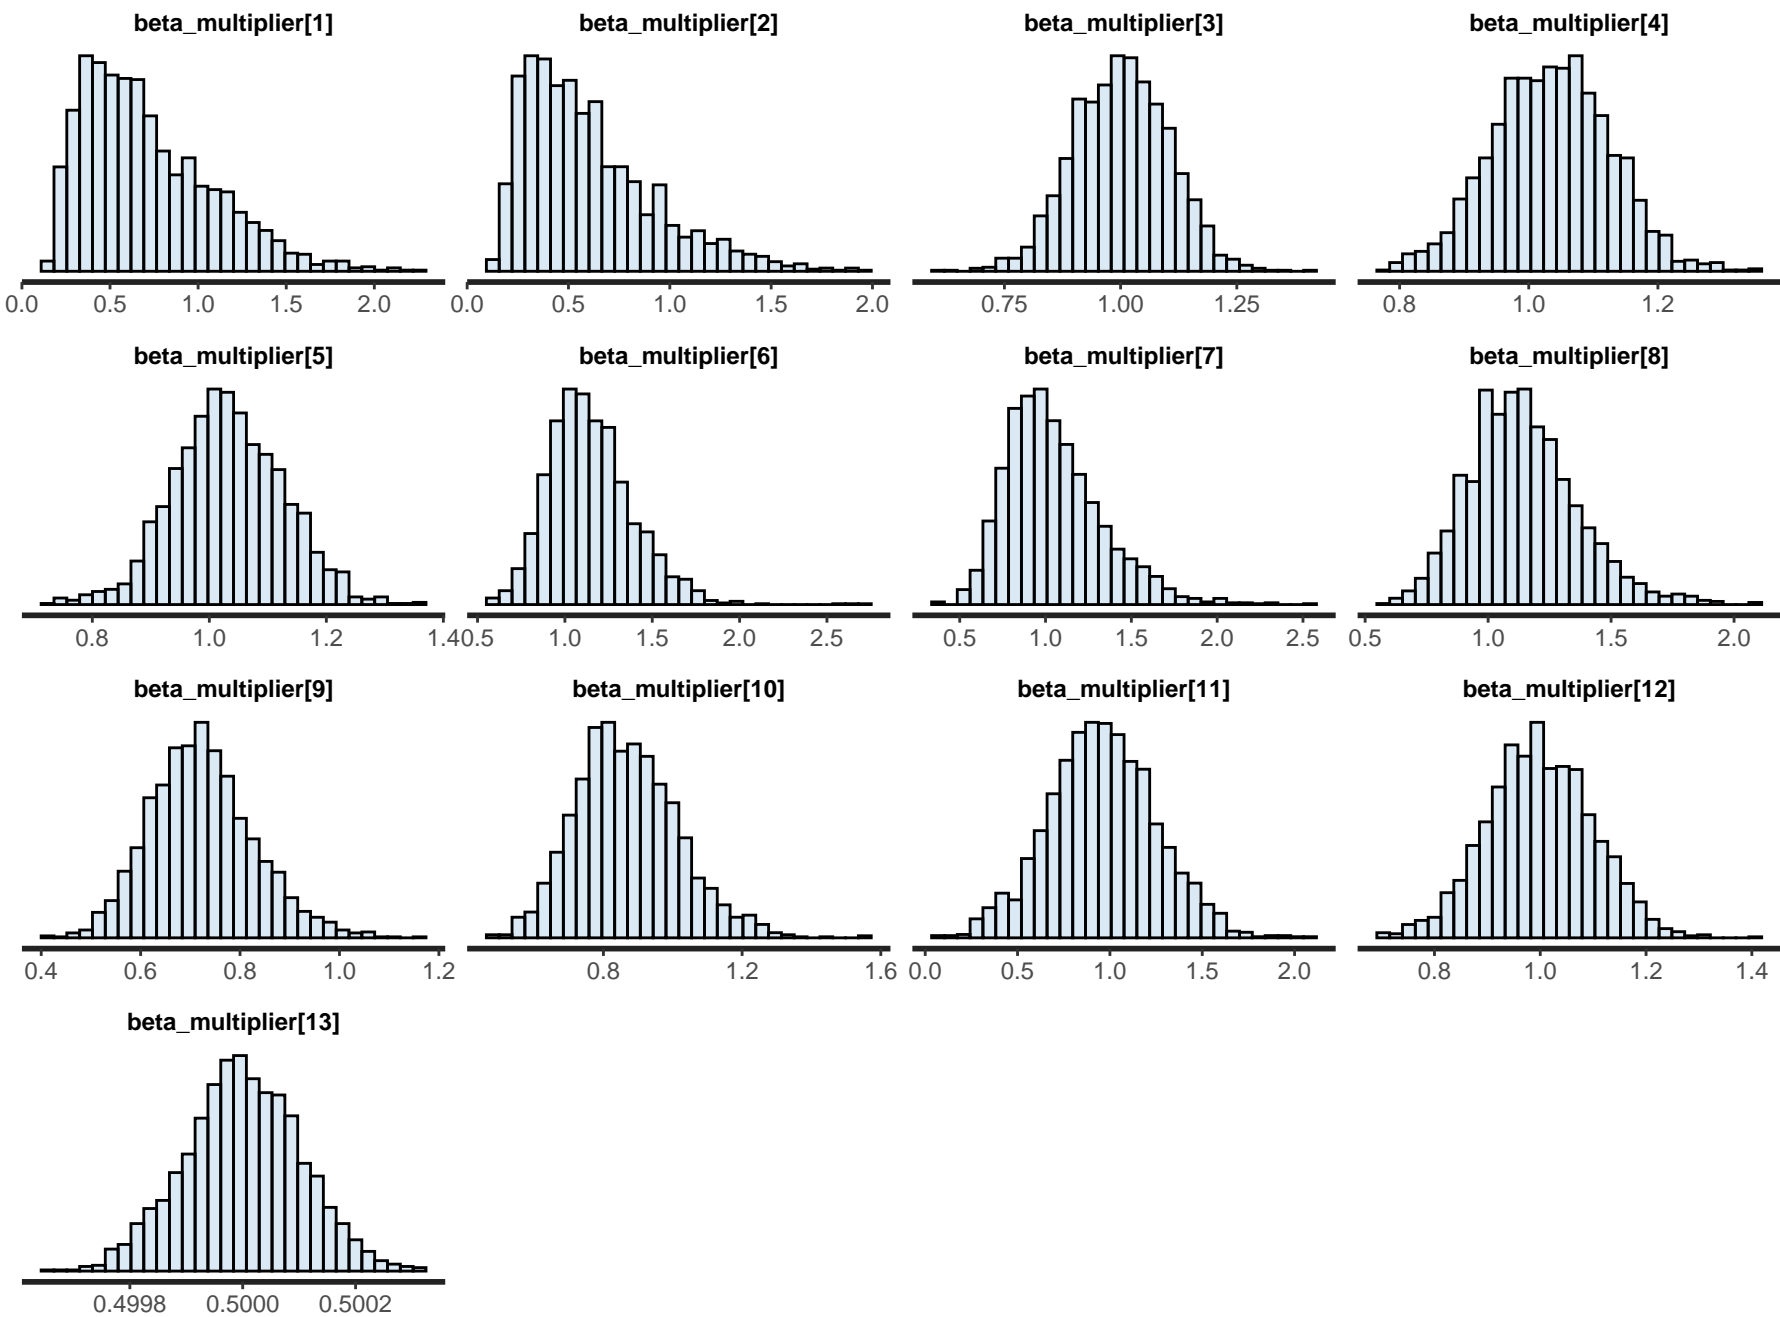 beta_multiplier[1] beta_multiplier[2] beta_multiplier[3] beta_multiplier[4]
0.0 0.5 1.0 1.5 2.0 0.0 0.5 1.0 1.5 2.0 0.75 1.00 1.25 0.8 1.0 1.2
beta_multiplier[5] beta_multiplier[6] beta_multiplier[7] beta_multiplier[8]
0.8 1.0 1.2 1.4 0.5 1.0 1.5 2.0 2.5 0.5 1.0 1.5 2.0 2.5 0.5 1.0 1.5 2.0
beta_multiplier[9] beta_multiplier[10] beta_multiplier[11] beta_multiplier[12]
0.4 0.6 0.8 1.0 1.2 0.8 1.2 1.6 0.0 0.5 1.0 1.5 2.0 0.8 1.0 1.2 1.4
beta_multiplier[13]
0.4998 0.5000 0.5002